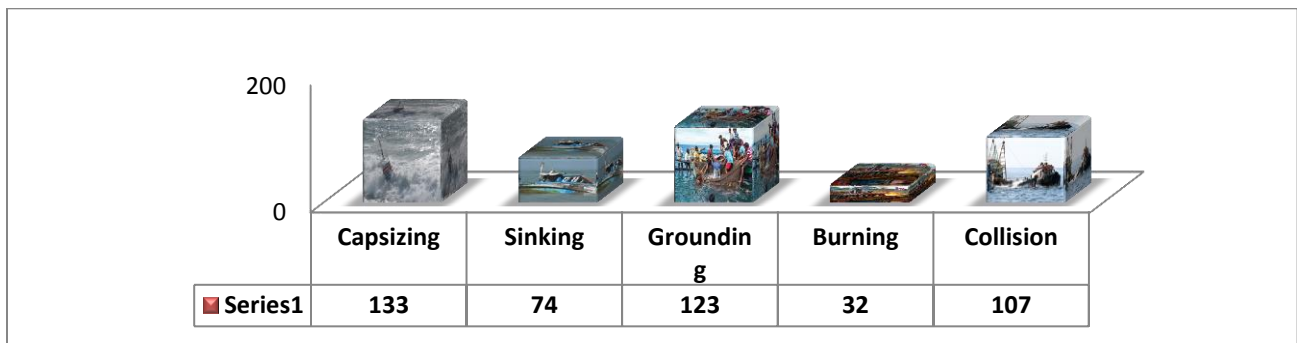 200
0
Capsizing Sinking Groundin Burning Collision
g
Series1 133 74 123 32 107